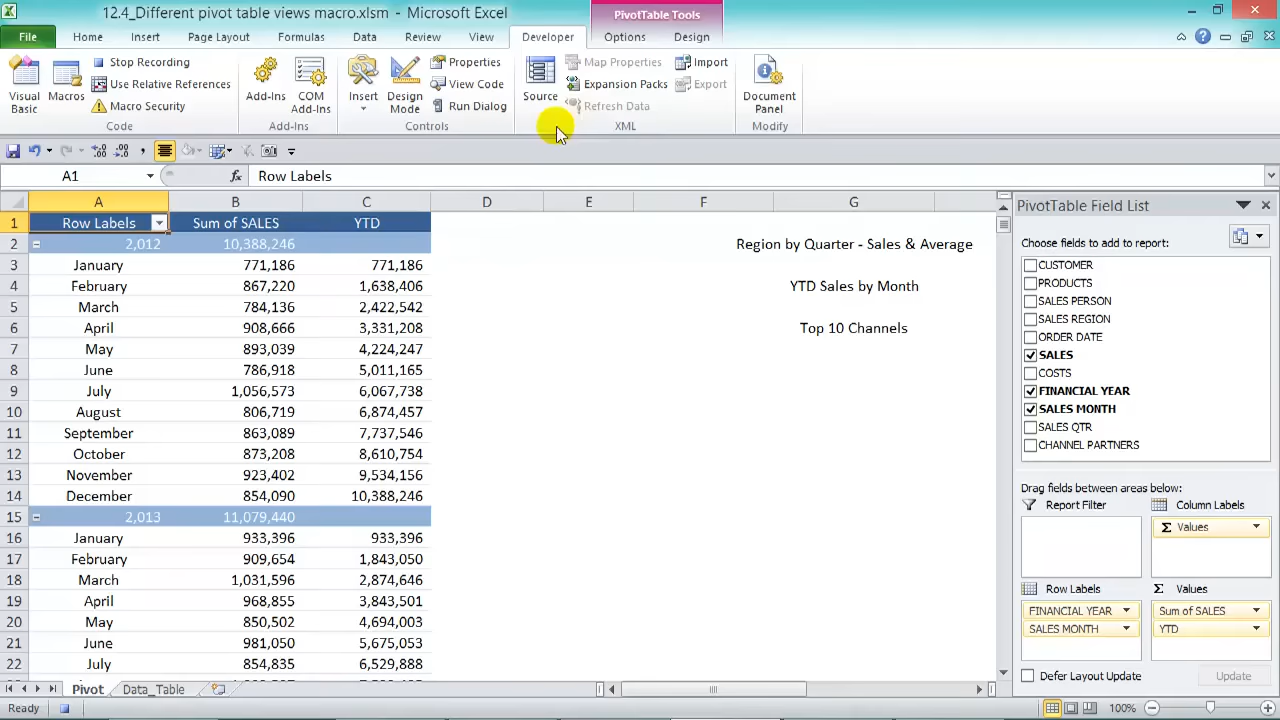 12.4_Different pivot table views macro.xlsm - Microsoft Excel
PivotTable Tools
File Home Insert Page Layout Formulas Data Review View Developer Options Design
Visual Basic
Macros
Stop Recording
Use Relative References
Macro Security
Code
Add-Ins
COM Add-Ins
Add-Ins
Insert
Design Mode
Properties
View Code
Run Dialog
Controls
Source
Map Properties
Expansion Packs
Refresh Data
Import
Export
XML
Document Panel
Modify
A1 fx Row Labels
A B C D E F G
1 Row Labels Sum of SALES YTD
2 2,012 10,388,246 Region by Quarter - Sales & Average
3 January 771,186 771,186
4 February 867,220 1,638,406 YTD Sales by Month
5 March 784,136 2,422,542
6 April 908,666 3,331,208 Top 10 Channels
7 May 893,039 4,224,247
8 June 786,918 5,011,165
9 July 1,056,573 6,067,738
10 August 806,719 6,874,457
11 September 863,089 7,737,546
12 October 873,208 8,610,754
13 November 923,402 9,534,156
14 December 854,090 10,388,246
15 2,013 11,079,440
16 January 933,396 933,396
17 February 909,654 1,843,050
18 March 1,031,596 2,874,646
19 April 968,855 3,843,501
20 May 850,502 4,694,003
21 June 981,050 5,675,053
22 July 854,835 6,529,888
PivotTable Field List
Choose fields to add to report:
CUSTOMER
PRODUCTS
SALES PERSON
SALES REGION
ORDER DATE
SALES
COSTS
FINANCIAL YEAR
SALES MONTH
SALES QTR
CHANNEL PARTNERS
Drag fields between areas below:
Report Filter Column Labels
Σ Values
Row Labels Σ Values
FINANCIAL YEAR Sum of SALES
SALES MONTH YTD
Defer Layout Update Update
Pivot Data_Table
Ready 100%